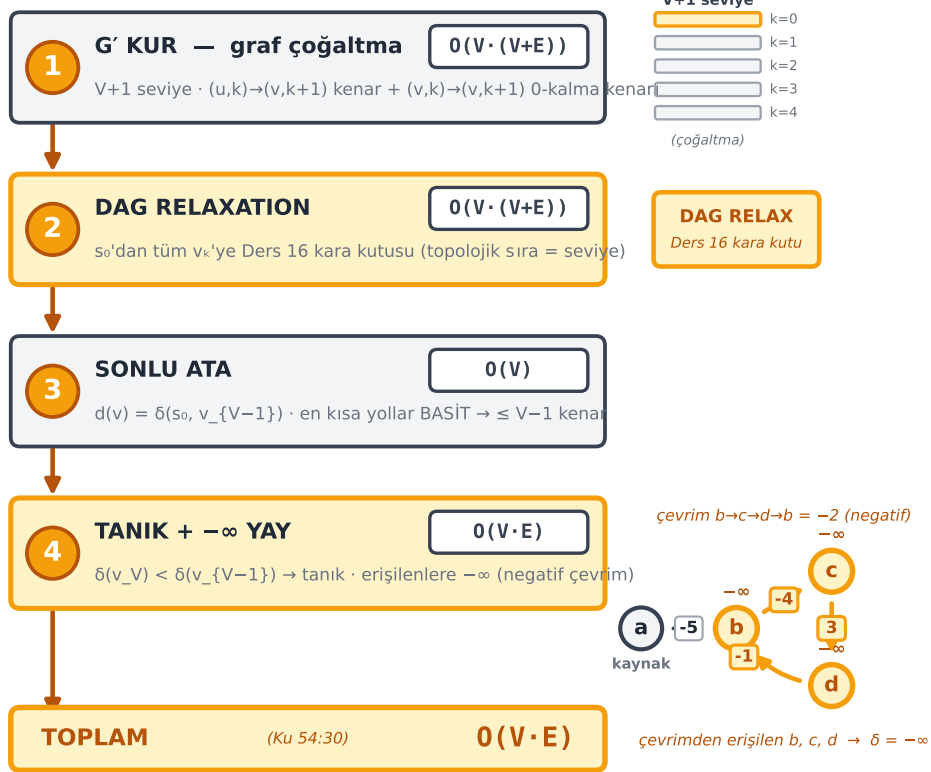 V+1 seviye
k=0
k=1
k=2
k=3
k=4
(çoğaltma)
1
G′ KUR — graf çoğaltma
O(V·(V+E))
V+1 seviye · (u,k)→(v,k+1) kenar + (v,k)→(v,k+1) 0-kalma kenarı
2
DAG RELAXATION
O(V·(V+E))
s₀'dan tüm vₖ'ye Ders 16 kara kutusu (topolojik sıra = seviye)
DAG RELAX
Ders 16 kara kutu
3
SONLU ATA
O(V)
d(v) = δ(s₀, v_{V−1}) · en kısa yollar BASİT → ≤ V−1 kenar
4
TANIK + −∞ YAY
O(V·E)
δ(v_V) < δ(v_{V−1}) → tanık · erişilenlere −∞ (negatif çevrim)
çevrim b→c→d→b = −2 (negatif)
−∞
c
−∞
-4
a
-5
b
3
-1
−∞
kaynak
d
TOPLAM
(Ku 54:30)
O(V·E)
çevrimden erişilen b, c, d → δ = −∞